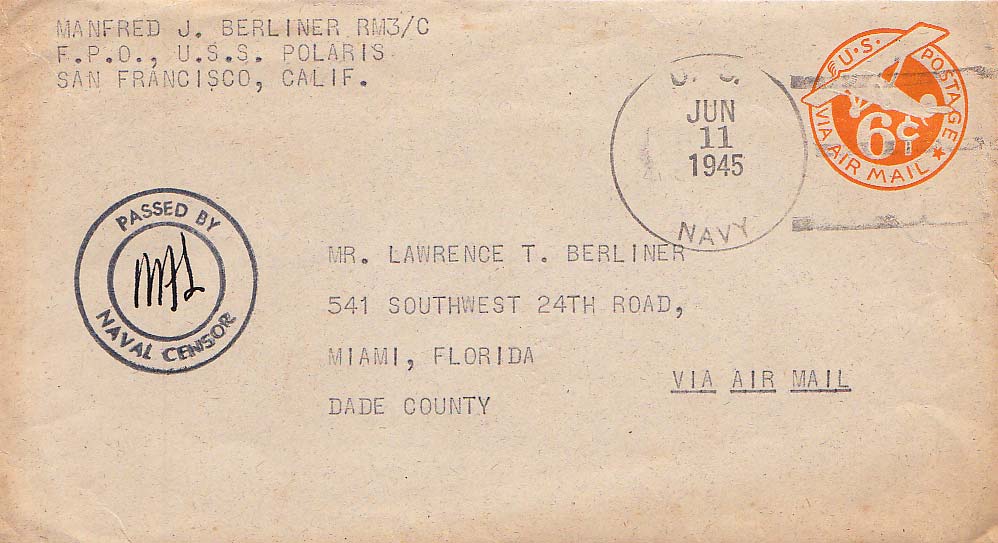 MANFRED J. BERLINER RM3/C
F.P.O., U.S.S. POLARIS
SAN FRANCISCO, CALIF.
U. S.
JUN
11
1945
NAVY
U.S. POSTAGE
6¢
VIA AIR MAIL
PASSED BY
NAVAL CENSOR
MR. LAWRENCE T. BERLINER
541 SOUTHWEST 24TH ROAD,
MIAMI, FLORIDA
DADE COUNTY
VIA AIR MAIL